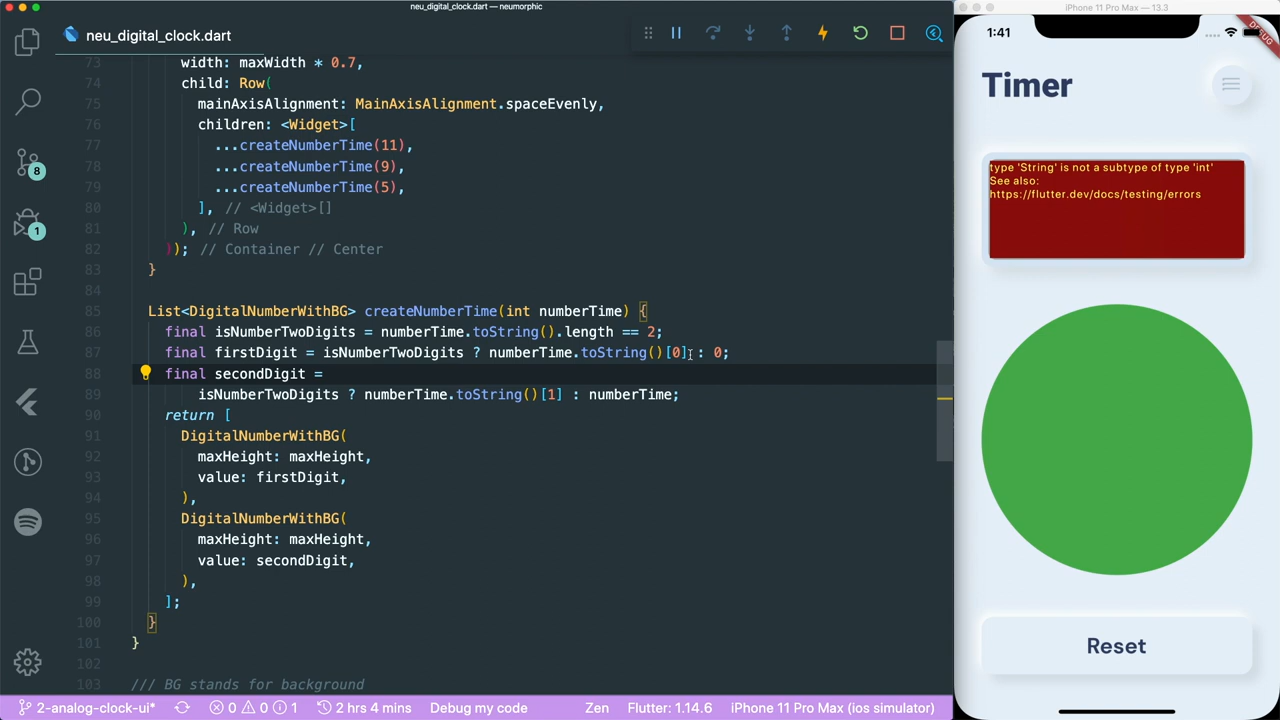 neu_digital_clock.dart — neumorphic
neu_digital_clock.dart
73 width: maxWidth * 0.7,
74 child: Row(
75 mainAxisAlignment: MainAxisAlignment.spaceEvenly,
76 children: <Widget>[
77 ...createNumberTime(11),
78 ...createNumberTime(9),
79 ...createNumberTime(5),
80 ], // <Widget>[]
81 ), // Row
82 )); // Container // Center
83 }
84
85 List<DigitalNumberWithBG> createNumberTime(int numberTime) {
86 final isNumberTwoDigits = numberTime.toString().length == 2;
87 final firstDigit = isNumberTwoDigits ? numberTime.toString()[0] : 0;
88 final secondDigit =
89 isNumberTwoDigits ? numberTime.toString()[1] : numberTime;
90 return [
91 DigitalNumberWithBG(
92 maxHeight: maxHeight,
93 value: firstDigit,
94 ),
95 DigitalNumberWithBG(
96 maxHeight: maxHeight,
97 value: secondDigit,
98 ),
99 ];
100 }
101 }
102
103 /// BG stands for background
8
1
2-analog-clock-ui* 0 0 1 2 hrs 4 mins Debug my code Zen Flutter: 1.14.6 iPhone 11 Pro Max (ios simulator)
iPhone 11 Pro Max — 13.3
1:41
DEBUG
Timer
type 'String' is not a subtype of type 'int'
See also:
https://flutter.dev/docs/testing/errors
Reset